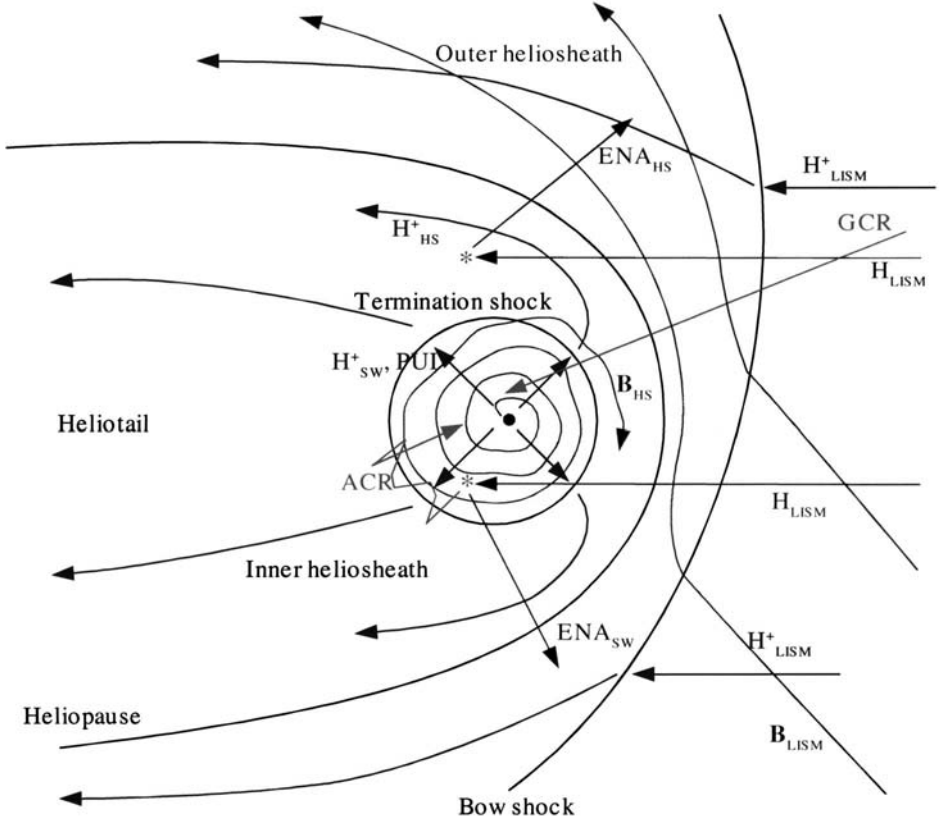 Outer heliosheath
ENA_HS
H⁺_LISM
GCR
H⁺_HS
H_LISM
Termination shock
H⁺_SW, PUI
B_HS
Heliotail
ACR
H_LISM
Inner heliosheath
ENA_SW
H⁺_LISM
Heliopause
B_LISM
Bow shock